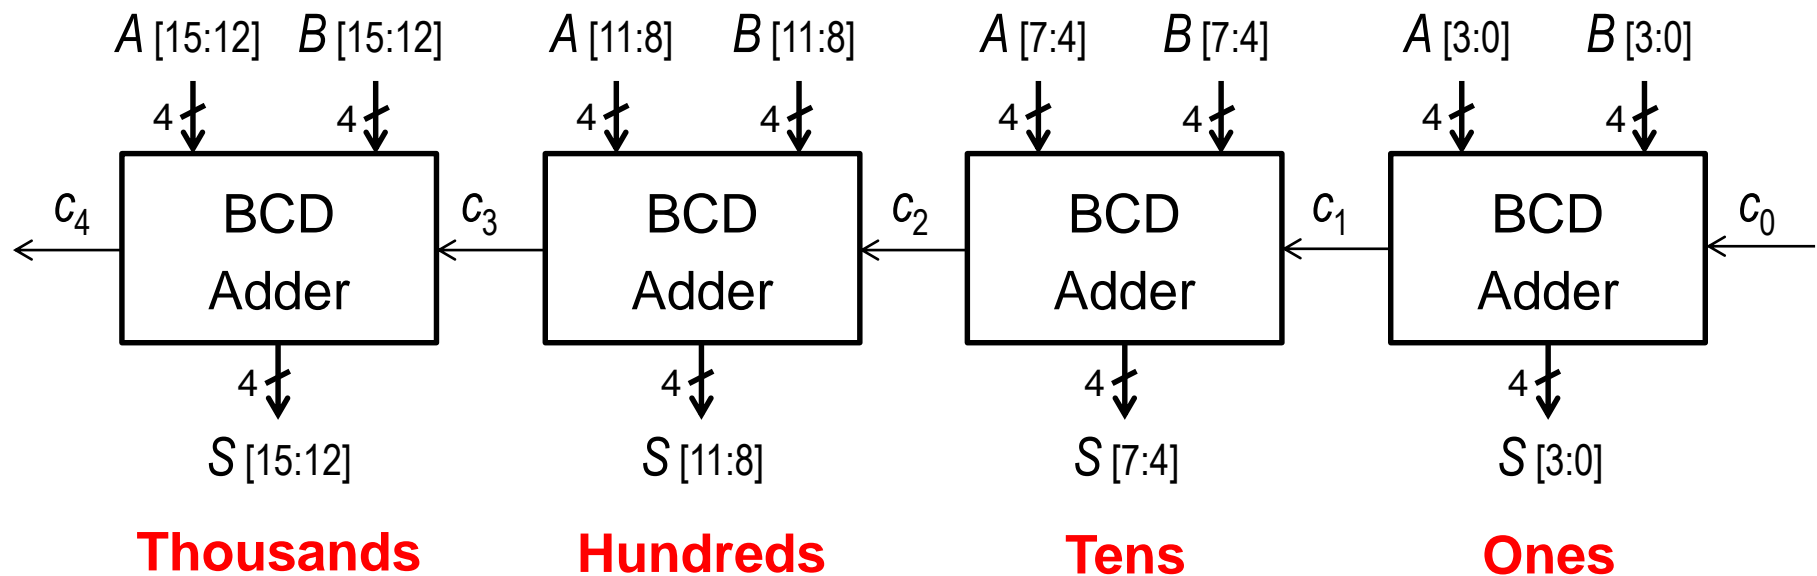 A [15:12] B [15:12] A [11:8] B [11:8] A [7:4] B [7:4] A [3:0] B [3:0]
4 4 4 4 4 4 4 4
c₄ BCD c₃ BCD c₂ BCD c₁ BCD c₀
Adder Adder Adder Adder
4 4 4 4
S [15:12] S [11:8] S [7:4] S [3:0]
Thousands Hundreds Tens Ones